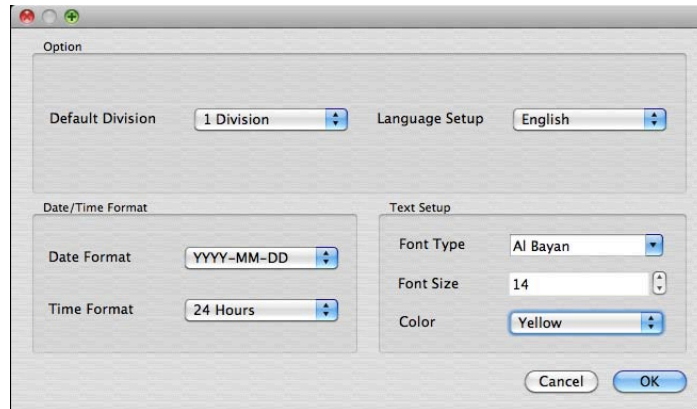 Option
Default Division 1 Division Language Setup English
Date/Time Format
Date Format YYYY-MM-DD
Time Format 24 Hours
Text Setup
Font Type Al Bayan
Font Size 14
Color Yellow
Cancel OK